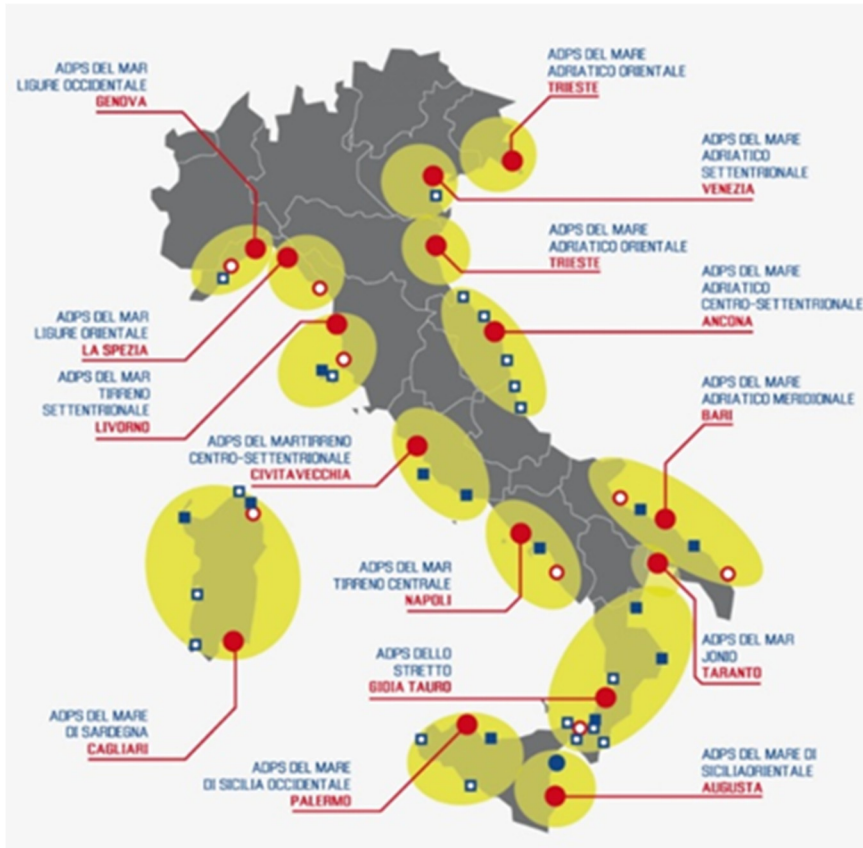 ADPS DEL MAR
LIGURE OCCIDENTALE
GENOVA
ADPS DEL MARE
ADRIATICO ORIENTALE
TRIESTE
ADPS DEL MARE
ADRIATICO
SETTENTRIONALE
VENEZIA
ADPS DEL MARE
ADRIATICO ORIENTALE
TRIESTE
ADPS DEL MARE
ADRIATICO
CENTRO-SETTENTRIONALE
ANCONA
ADPS DEL MAR
LIGURE ORIENTALE
LA SPEZIA
ADPS DEL MAR
TIRRENO
SETTENTRIONALE
LIVORNO
ADPS DEL MARE
ADRIATICO MERIDIONALE
BARI
ADPS DEL MARTIRRENO
CENTRO-SETTENTRIONALE
CIVITAVECCHIA
ADPS DEL MAR
TIRRENO CENTRALE
NAPOLI
ADPS DEL MAR
JONIO
TARANTO
ADPS DELLO
STRETTO
GIOIA TAURO
ADPS DEL MARE
DI SARDEGNA
CAGLIARI
ADPS DEL MARE
DI SICILIA OCCIDENTALE
PALERMO
ADPS DEL MARE DI
SICILIAORIENTALE
AUGUSTA